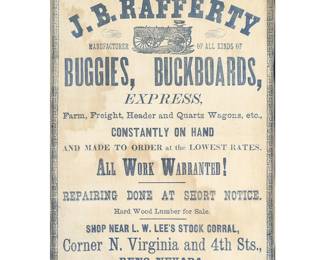 J. B. RAFFERTY
MANUFACTURER OF ALL KINDS OF
BUGGIES, BUCKBOARDS,
EXPRESS,
Farm, Freight, Header and Quartz Wagons, etc.,
CONSTANTLY ON HAND
AND MADE TO ORDER at the LOWEST RATES.
ALL WORK WARRANTED!
REPAIRING DONE AT SHORT NOTICE.
Hard Wood Lumber for Sale.
SHOP NEAR L. W. LEE'S STOCK CORRAL,
Corner N. Virginia and 4th Sts.,
RENO, NEVADA.